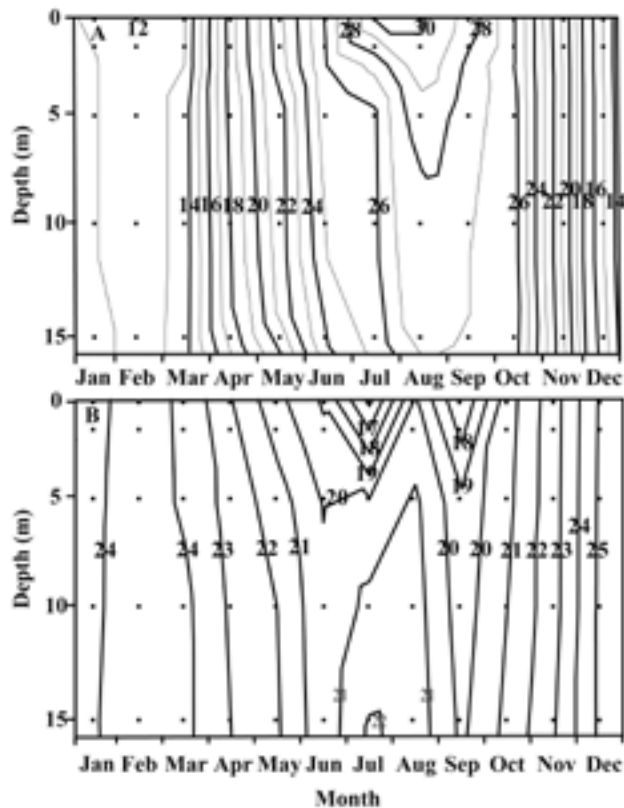 0 A 12 28 30 28
5
Depth (m)
10 14 16 18 20 22 24 26 26 24 22 20 18 16 14
15
Jan Feb Mar Apr May Jun Jul Aug Sep Oct Nov Dec
0 B
17
18 18
19 19
5 20
24 24 23 22 21 20 20 21 22 23 24 25
Depth (m)
10
15
Jan Feb Mar Apr May Jun Jul Aug Sep Oct Nov Dec
Month